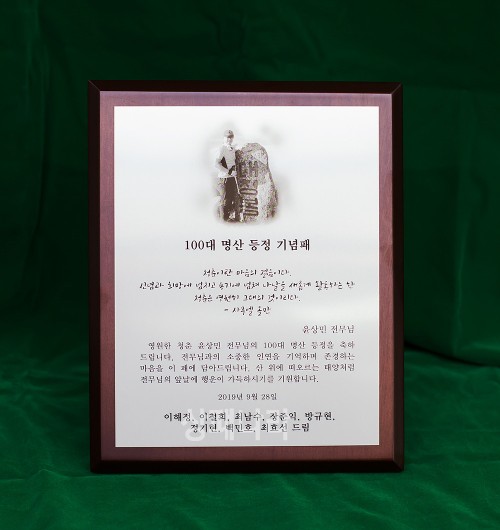 대청봉
100대 명산 등정 기념패
청춘이란 마음의 젊음이다.
신념과 희망에 넘치고 용기에 넘쳐 나날을 새롭게 활동하는 한
청춘은 영원히 그대의 것이리라.
- 사무엘 울만
윤상민 전무님
영원한 청춘 윤상민 전무님의 100대 명산 등정을 축하
드립니다. 전무님과의 소중한 인연을 기억하며 존경하는
마음을 이 패에 담아드립니다. 산 위에 떠오르는 태양처럼
전무님의 앞날에 행운이 가득하시기를 기원합니다.
2019년 9월 28일
이혜정, 이철희, 최남수, 장준익, 방규현,
정기현, 백민호, 최효선 드림